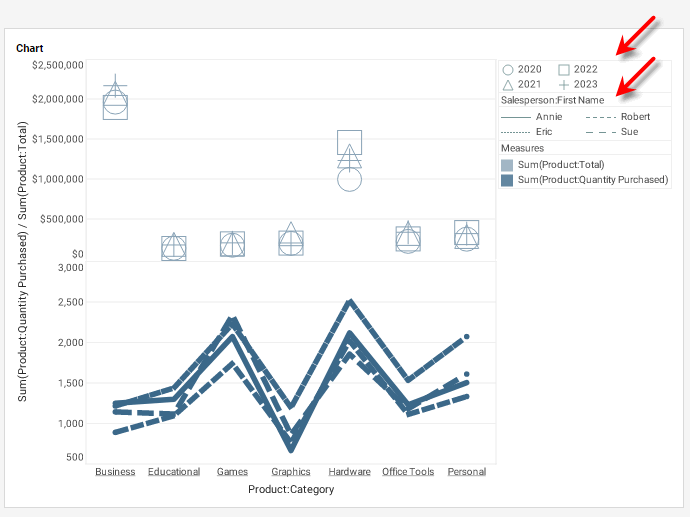 Chart
$2,500,000
$2,000,000
$1,500,000
$1,000,000
$500,000
$0
3,000
2,500
2,000
1,500
1,000
500
Sum(Product:Quantity Purchased) / Sum(Product:Total)
Business Educational Games Graphics Hardware Office Tools Personal
Product:Category
2020 2022
2021 2023
Salesperson:First Name
Annie Robert
Eric Sue
Measures
Sum(Product:Total)
Sum(Product:Quantity Purchased)